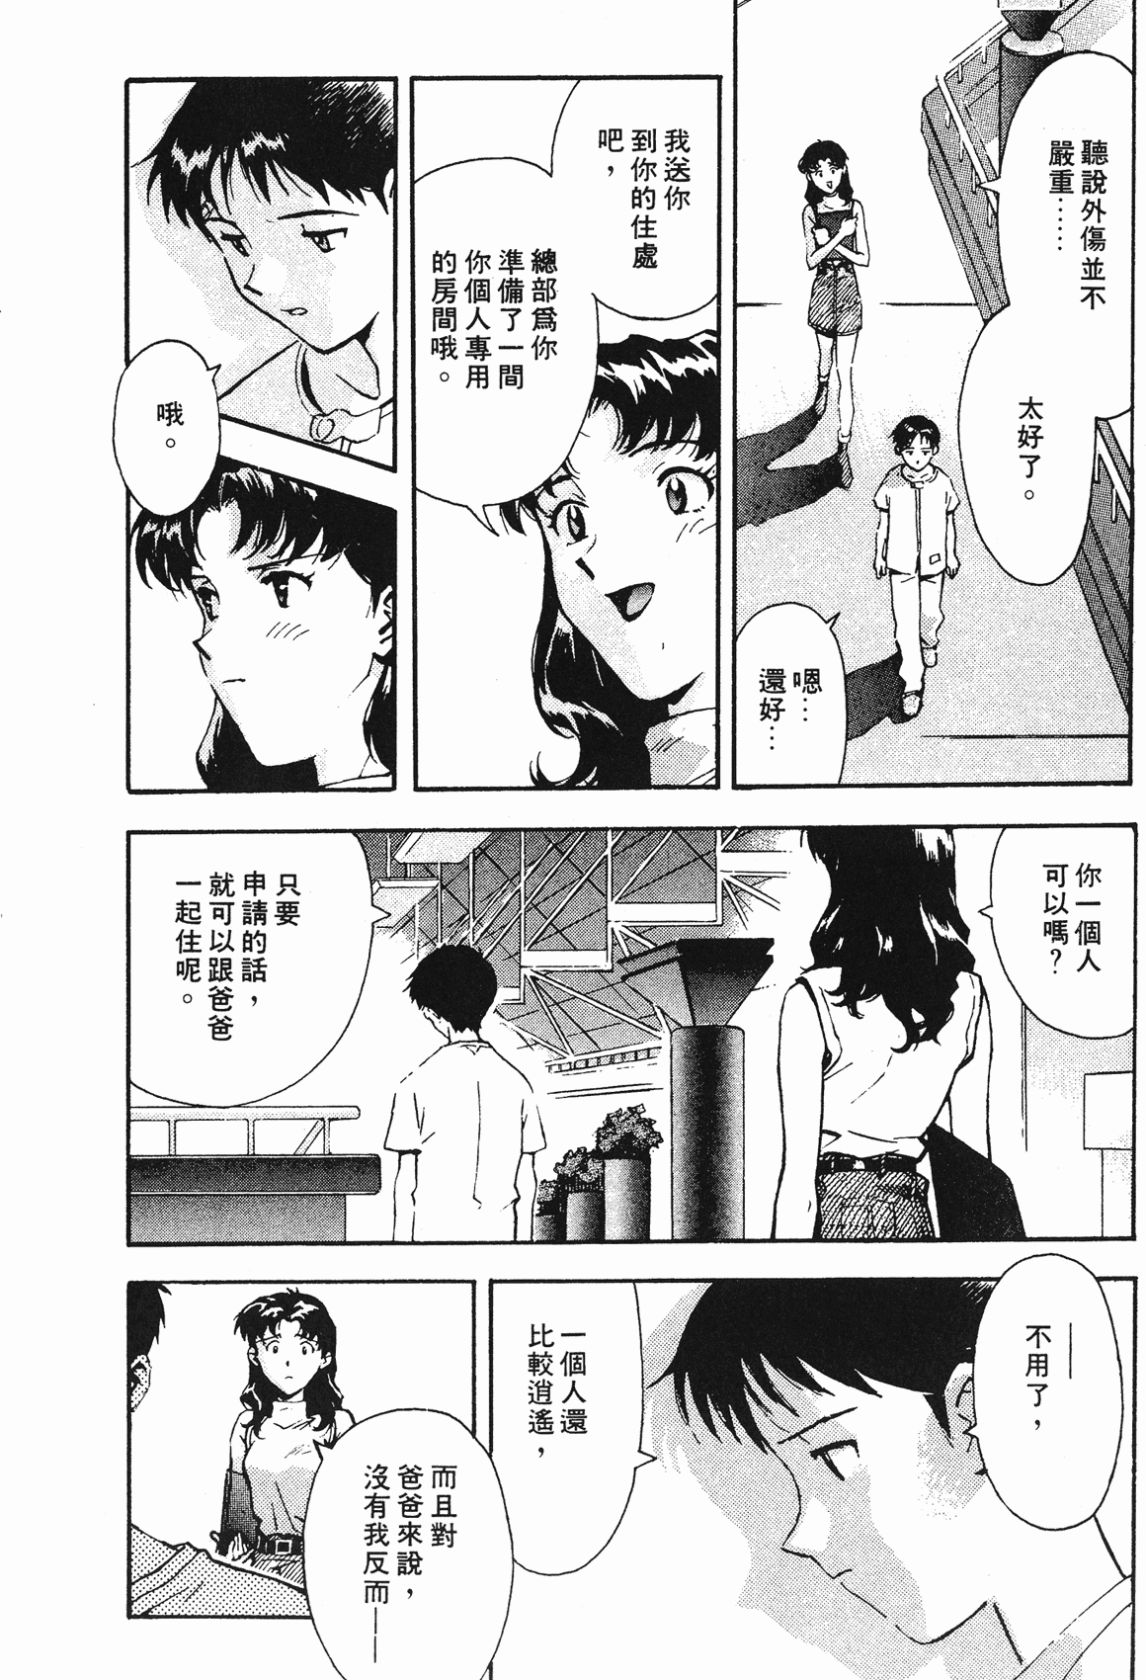 聽說外傷並不
嚴重……
太好了。
嗯…
還好…
我送你
到你的住處
吧，
總部為你
準備了一間
你個人專用
的房間哦。
哦。
你一個人
可以嗎？
只要
申請的話，
就可以跟爸爸
一起住呢。
——
不用了，
一個人還
比較逍遙，
而且對
爸爸來說，
沒有我反而——